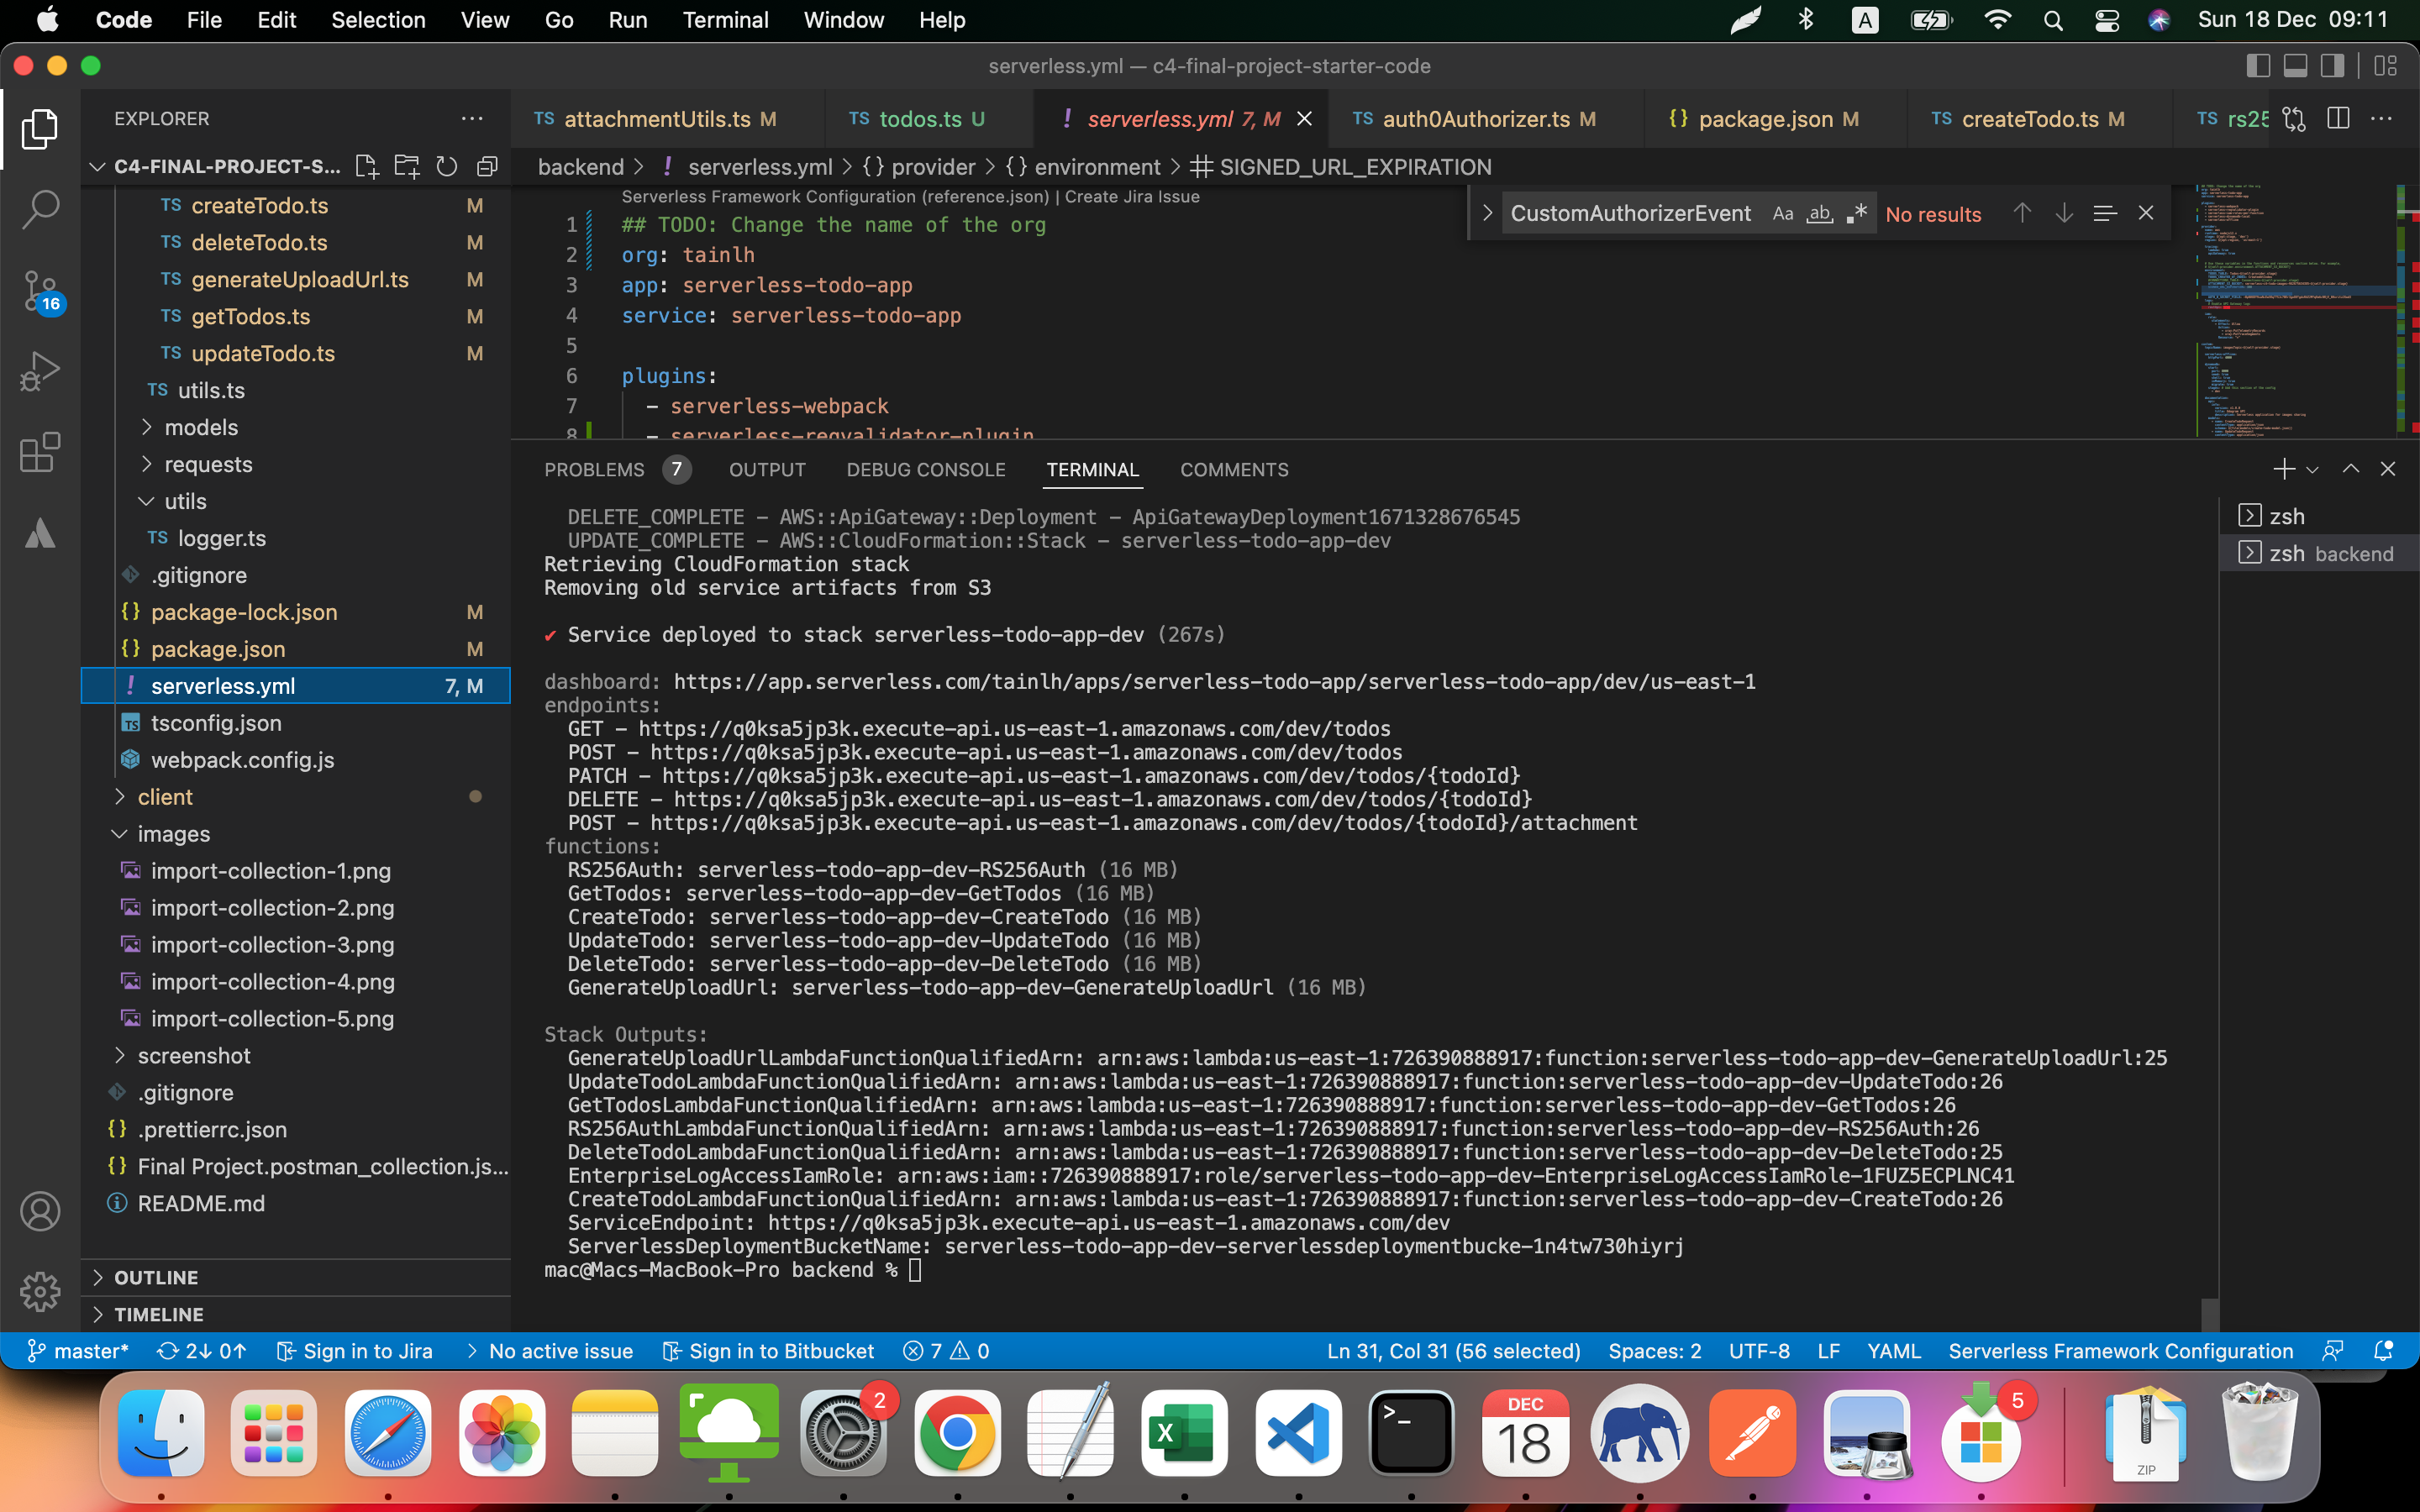 Code File Edit Selection View Go Run Terminal Window Help A Sun 18 Dec 09:11
serverless.yml — c4-final-project-starter-code
EXPLORER
C4-FINAL-PROJECT-S...
TS createTodo.ts M
TS deleteTodo.ts M
TS generateUploadUrl.ts M
TS getTodos.ts M
TS updateTodo.ts M
TS utils.ts
models
requests
utils
TS logger.ts
.gitignore
{} package-lock.json M
{} package.json M
! serverless.yml 7, M
TS tsconfig.json
webpack.config.js
client
images
import-collection-1.png
import-collection-2.png
import-collection-3.png
import-collection-4.png
import-collection-5.png
screenshot
.gitignore
{} .prettierrc.json
{} Final Project.postman_collection.js...
README.md
OUTLINE
TIMELINE
16
TS attachmentUtils.ts M TS todos.ts U ! serverless.yml 7, M TS auth0Authorizer.ts M {} package.json M TS createTodo.ts M TS rs25
backend > ! serverless.yml > {} provider > {} environment > # SIGNED_URL_EXPIRATION
Serverless Framework Configuration (reference.json) | Create Jira Issue
CustomAuthorizerEvent Aa ab .* No results
1 ## TODO: Change the name of the org
2 org: tainlh
3 app: serverless-todo-app
4 service: serverless-todo-app
5
6 plugins:
7 - serverless-webpack
8 - serverless-reqvalidator-plugin
PROBLEMS 7 OUTPUT DEBUG CONSOLE TERMINAL COMMENTS
zsh
zsh backend
DELETE_COMPLETE - AWS::ApiGateway::Deployment - ApiGatewayDeployment1671328676545
UPDATE_COMPLETE - AWS::CloudFormation::Stack - serverless-todo-app-dev
Retrieving CloudFormation stack
Removing old service artifacts from S3
✔ Service deployed to stack serverless-todo-app-dev (267s)
dashboard: https://app.serverless.com/tainlh/apps/serverless-todo-app/serverless-todo-app/dev/us-east-1
endpoints:
GET - https://q0ksa5jp3k.execute-api.us-east-1.amazonaws.com/dev/todos
POST - https://q0ksa5jp3k.execute-api.us-east-1.amazonaws.com/dev/todos
PATCH - https://q0ksa5jp3k.execute-api.us-east-1.amazonaws.com/dev/todos/{todoId}
DELETE - https://q0ksa5jp3k.execute-api.us-east-1.amazonaws.com/dev/todos/{todoId}
POST - https://q0ksa5jp3k.execute-api.us-east-1.amazonaws.com/dev/todos/{todoId}/attachment
functions:
RS256Auth: serverless-todo-app-dev-RS256Auth (16 MB)
GetTodos: serverless-todo-app-dev-GetTodos (16 MB)
CreateTodo: serverless-todo-app-dev-CreateTodo (16 MB)
UpdateTodo: serverless-todo-app-dev-UpdateTodo (16 MB)
DeleteTodo: serverless-todo-app-dev-DeleteTodo (16 MB)
GenerateUploadUrl: serverless-todo-app-dev-GenerateUploadUrl (16 MB)
Stack Outputs:
GenerateUploadUrlLambdaFunctionQualifiedArn: arn:aws:lambda:us-east-1:726390888917:function:serverless-todo-app-dev-GenerateUploadUrl:25
UpdateTodoLambdaFunctionQualifiedArn: arn:aws:lambda:us-east-1:726390888917:function:serverless-todo-app-dev-UpdateTodo:26
GetTodosLambdaFunctionQualifiedArn: arn:aws:lambda:us-east-1:726390888917:function:serverless-todo-app-dev-GetTodos:26
RS256AuthLambdaFunctionQualifiedArn: arn:aws:lambda:us-east-1:726390888917:function:serverless-todo-app-dev-RS256Auth:26
DeleteTodoLambdaFunctionQualifiedArn: arn:aws:lambda:us-east-1:726390888917:function:serverless-todo-app-dev-DeleteTodo:25
EnterpriseLogAccessIamRole: arn:aws:iam::726390888917:role/serverless-todo-app-dev-EnterpriseLogAccessIamRole-1FUZ5ECPLNC41
CreateTodoLambdaFunctionQualifiedArn: arn:aws:lambda:us-east-1:726390888917:function:serverless-todo-app-dev-CreateTodo:26
ServiceEndpoint: https://q0ksa5jp3k.execute-api.us-east-1.amazonaws.com/dev
ServerlessDeploymentBucketName: serverless-todo-app-dev-serverlessdeploymentbucke-1n4tw730hiyrj
mac@Macs-MacBook-Pro backend %
master* 2↓ 0↑ Sign in to Jira > No active issue Sign in to Bitbucket 7 0 Ln 31, Col 31 (56 selected) Spaces: 2 UTF-8 LF YAML Serverless Framework Configuration
2
DEC
18
5
ZIP